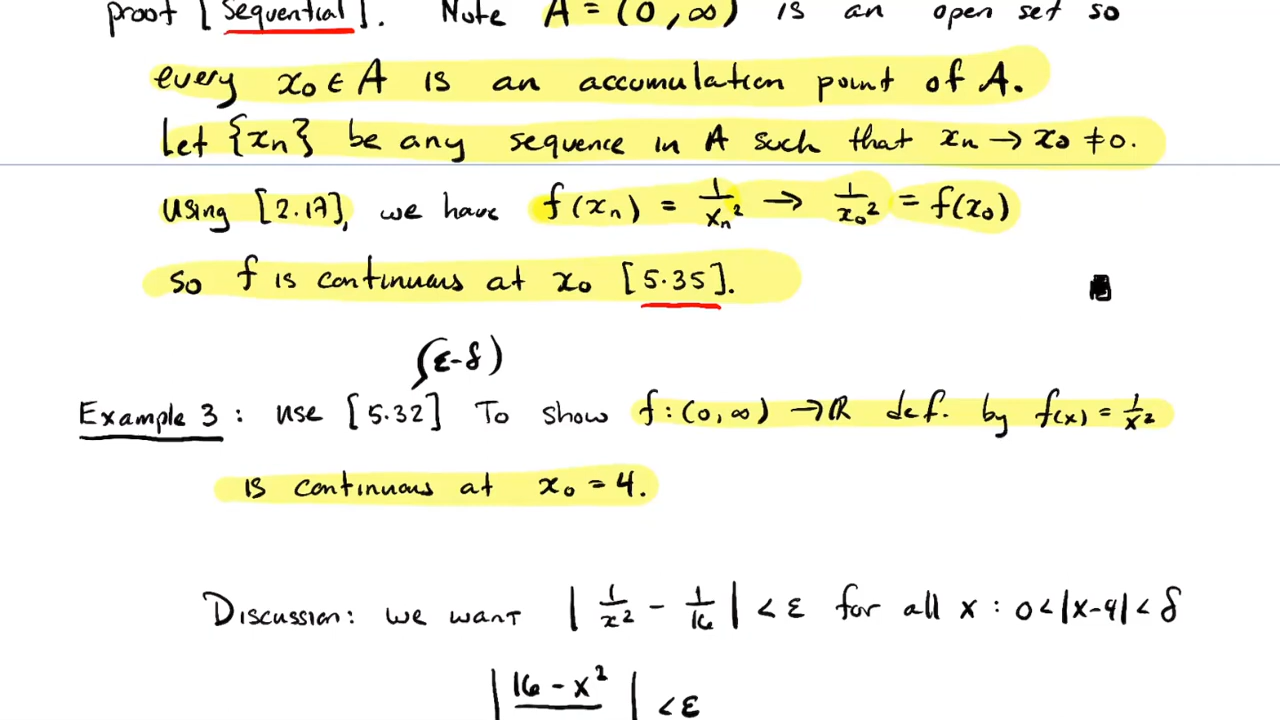 proof [Sequential]. Note A = (0, ∞) is an open set so
every x₀ ∈ A is an accumulation point of A.
Let {xₙ} be any sequence in A such that xₙ → x₀ ≠ 0.
Using [2.17], we have f(xₙ) = 1/xₙ² → 1/x₀² = f(x₀)
so f is continuous at x₀ [5.35].
(ε-δ)
Example 3 : use [5.32] To show f : (0, ∞) → ℝ def. by f(x) = 1/x²
is continuous at x₀ = 4.
Discussion: we want | 1/x² - 1/16 | < ε for all x : 0 < |x-4| < δ
| 16 - x² | < ε